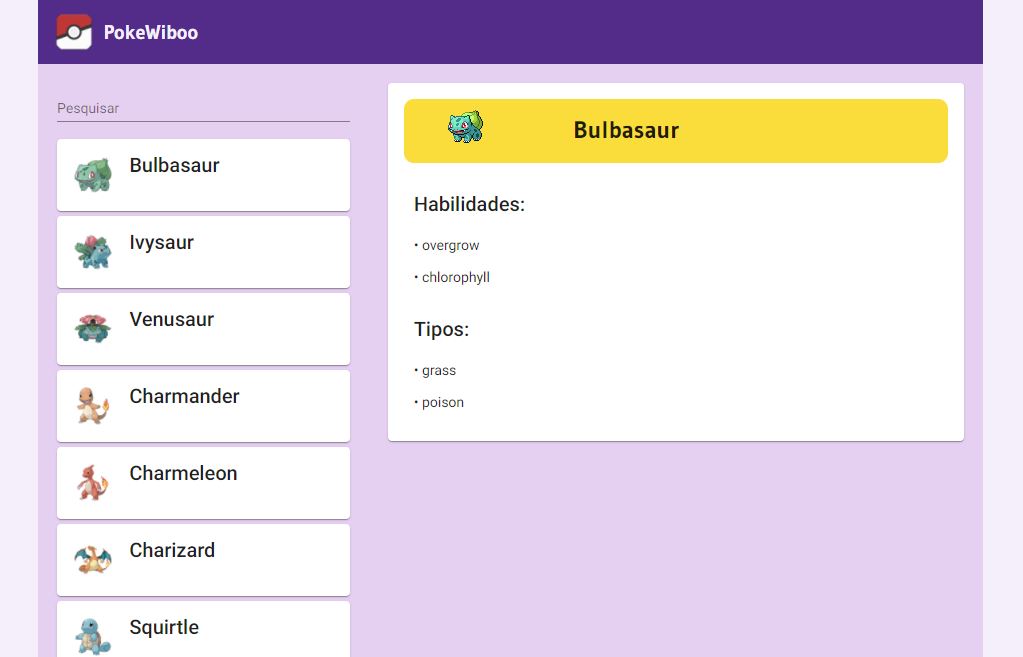 PokeWiboo
Pesquisar
Bulbasaur
Ivysaur
Venusaur
Charmander
Charmeleon
Charizard
Squirtle
Bulbasaur
Habilidades:
• overgrow
• chlorophyll
Tipos:
• grass
• poison